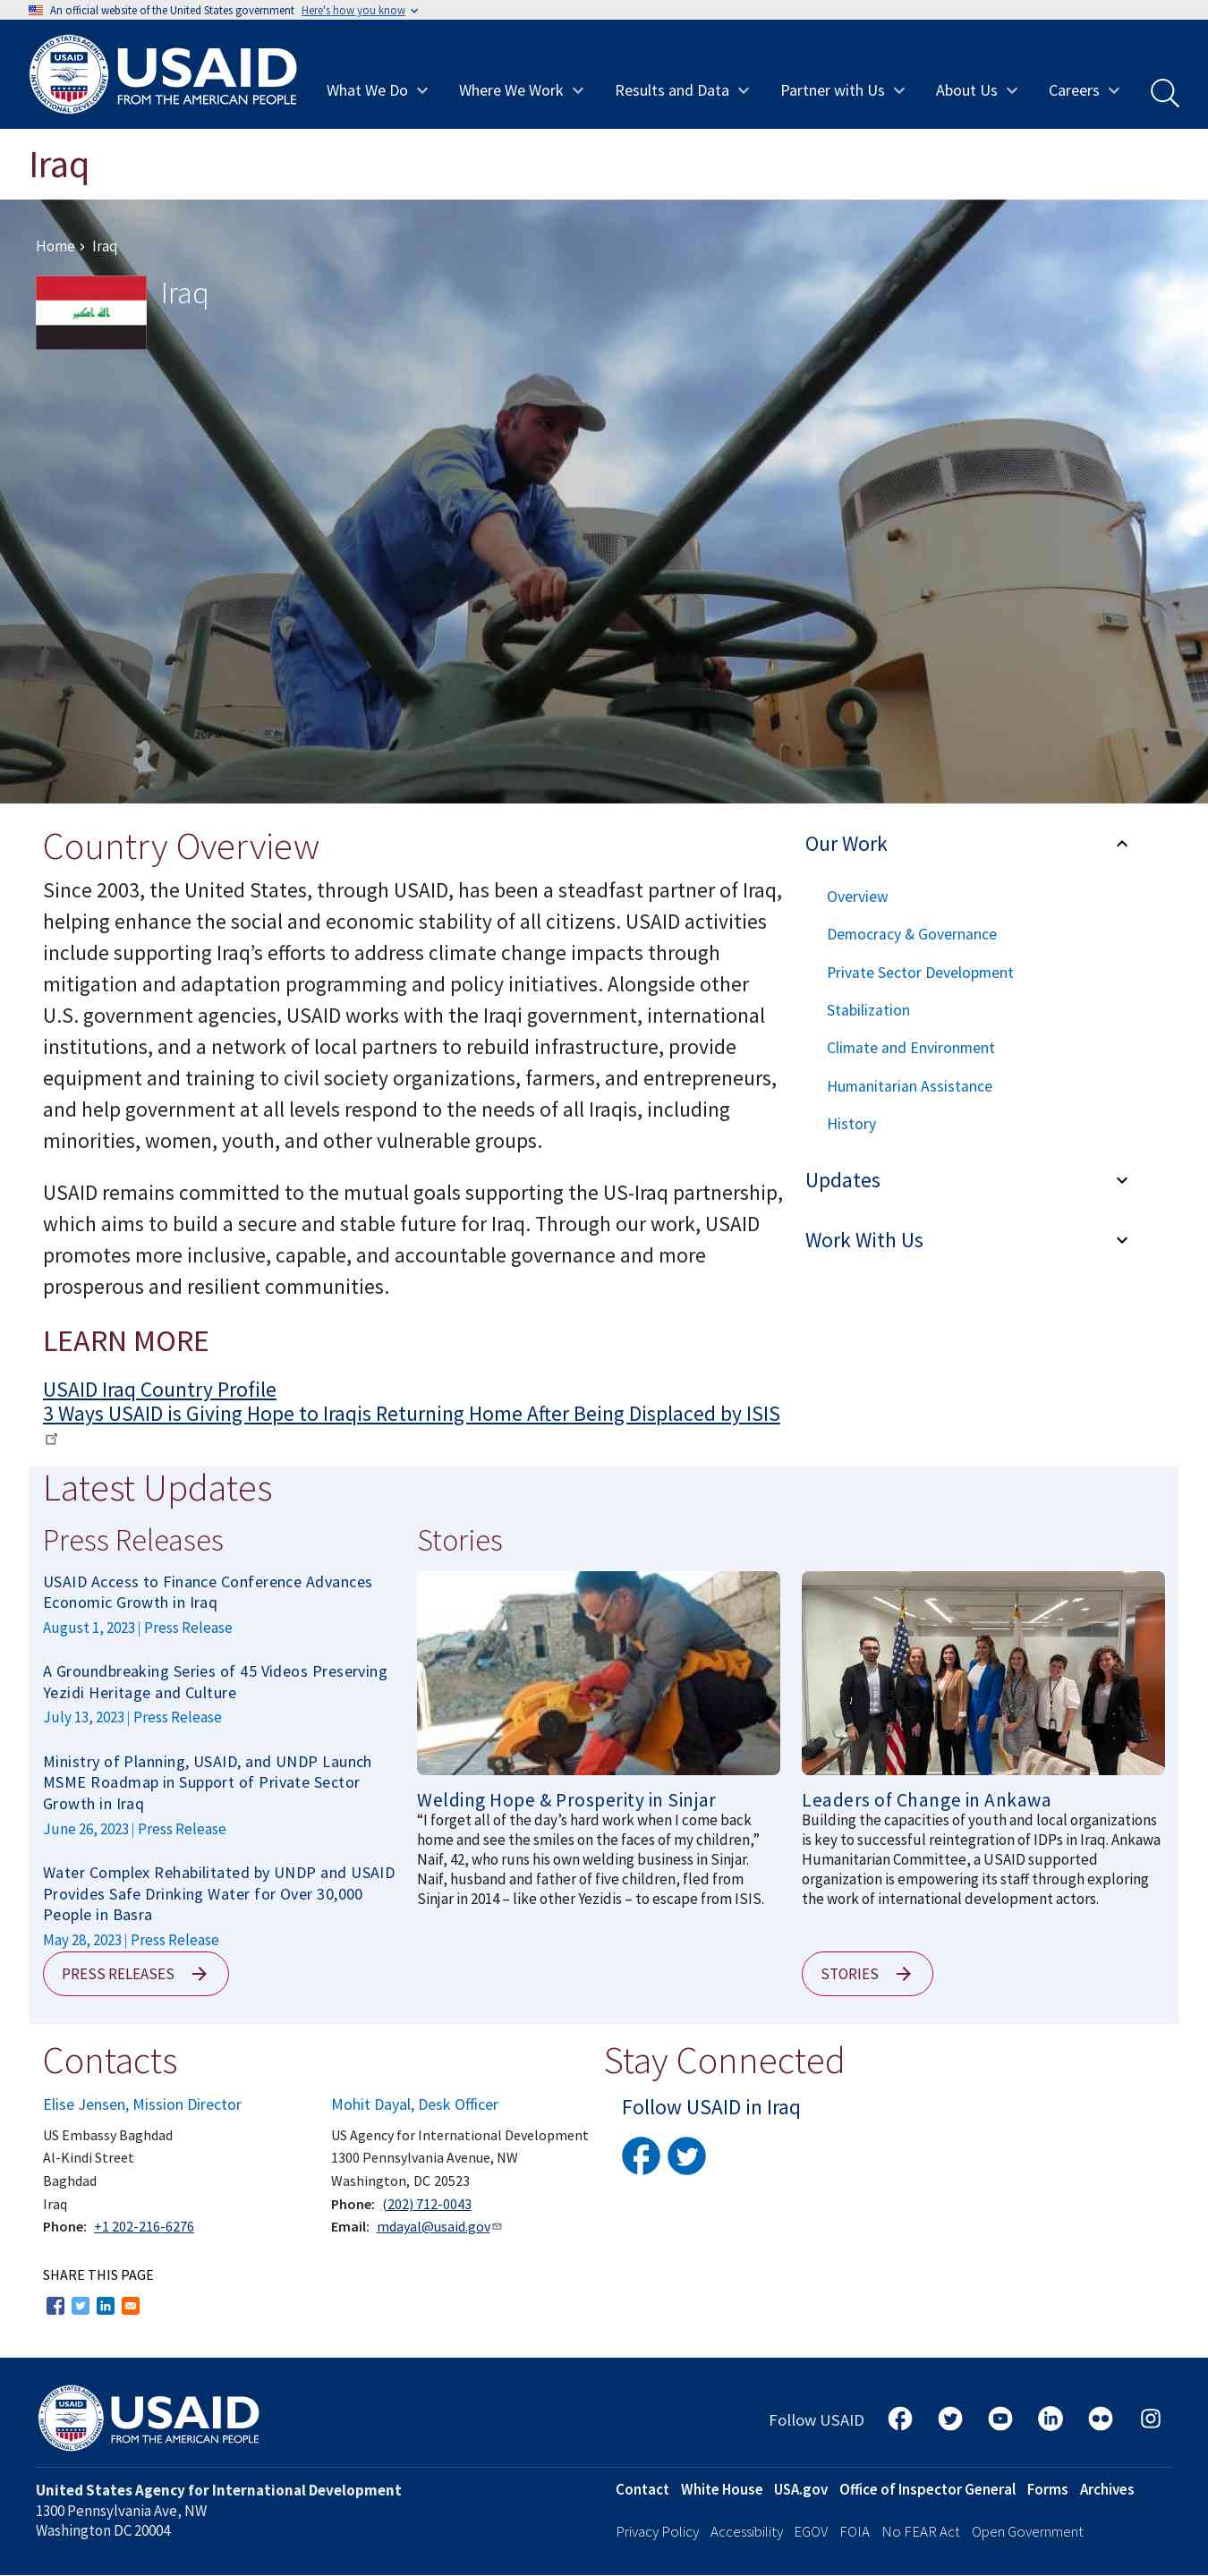 An official website of the United States government Here's how you know
UNITED STATES AGENCY
USAID
INTERNATIONAL DEVELOPMENT
USAID
FROM THE AMERICAN PEOPLE
What We Do
Where We Work
Results and Data
Partner with Us
About Us
Careers
Iraq
Home › Iraq
Iraq
Country Overview
Since 2003, the United States, through USAID, has been a steadfast partner of Iraq,
helping enhance the social and economic stability of all citizens. USAID activities
include supporting Iraq’s efforts to address climate change impacts through
mitigation and adaptation programming and policy initiatives. Alongside other
U.S. government agencies, USAID works with the Iraqi government, international
institutions, and a network of local partners to rebuild infrastructure, provide
equipment and training to civil society organizations, farmers, and entrepreneurs,
and help government at all levels respond to the needs of all Iraqis, including
minorities, women, youth, and other vulnerable groups.
USAID remains committed to the mutual goals supporting the US-Iraq partnership,
which aims to build a secure and stable future for Iraq. Through our work, USAID
promotes more inclusive, capable, and accountable governance and more
prosperous and resilient communities.
LEARN MORE
USAID Iraq Country Profile
3 Ways USAID is Giving Hope to Iraqis Returning Home After Being Displaced by ISIS
Our Work
Overview
Democracy & Governance
Private Sector Development
Stabilization
Climate and Environment
Humanitarian Assistance
History
Updates
Work With Us
Latest Updates
Press Releases
USAID Access to Finance Conference Advances
Economic Growth in Iraq
August 1, 2023 | Press Release
A Groundbreaking Series of 45 Videos Preserving
Yezidi Heritage and Culture
July 13, 2023 | Press Release
Ministry of Planning, USAID, and UNDP Launch
MSME Roadmap in Support of Private Sector
Growth in Iraq
June 26, 2023 | Press Release
Water Complex Rehabilitated by UNDP and USAID
Provides Safe Drinking Water for Over 30,000
People in Basra
May 28, 2023 | Press Release
PRESS RELEASES
Stories
Welding Hope & Prosperity in Sinjar
“I forget all of the day’s hard work when I come back
home and see the smiles on the faces of my children,”
Naif, 42, who runs his own welding business in Sinjar.
Naif, husband and father of five children, fled from
Sinjar in 2014 – like other Yezidis – to escape from ISIS.
Leaders of Change in Ankawa
Building the capacities of youth and local organizations
is key to successful reintegration of IDPs in Iraq. Ankawa
Humanitarian Committee, a USAID supported
organization is empowering its staff through exploring
the work of international development actors.
STORIES
Contacts
Elise Jensen, Mission Director
US Embassy Baghdad
Al-Kindi Street
Baghdad
Iraq
Phone: +1 202-216-6276
Mohit Dayal, Desk Officer
US Agency for International Development
1300 Pennsylvania Avenue, NW
Washington, DC 20523
Phone: (202) 712-0043
Email: mdayal@usaid.gov
Stay Connected
Follow USAID in Iraq
SHARE THIS PAGE
UNITED STATES AGENCY
USAID
INTERNATIONAL DEVELOPMENT
USAID
FROM THE AMERICAN PEOPLE
Follow USAID
United States Agency for International Development
1300 Pennsylvania Ave, NW
Washington DC 20004
Contact White House USA.gov Office of Inspector General Forms Archives
Privacy Policy Accessibility EGOV FOIA No FEAR Act Open Government